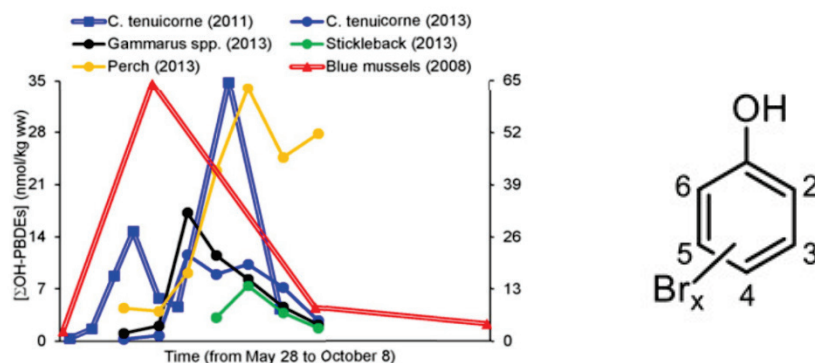 C. tenuicorne (2011) C. tenuicorne (2013)
Gammarus spp. (2013) Stickleback (2013)
Perch (2013) Blue mussels (2008)
[ΣOH-PBDEs] (nmol/kg ww)
35 65
28 52
21 39
14 26
7 13
0 0
Time (from May 28 to October 8)
OH
6 2
5 3
Brx 4